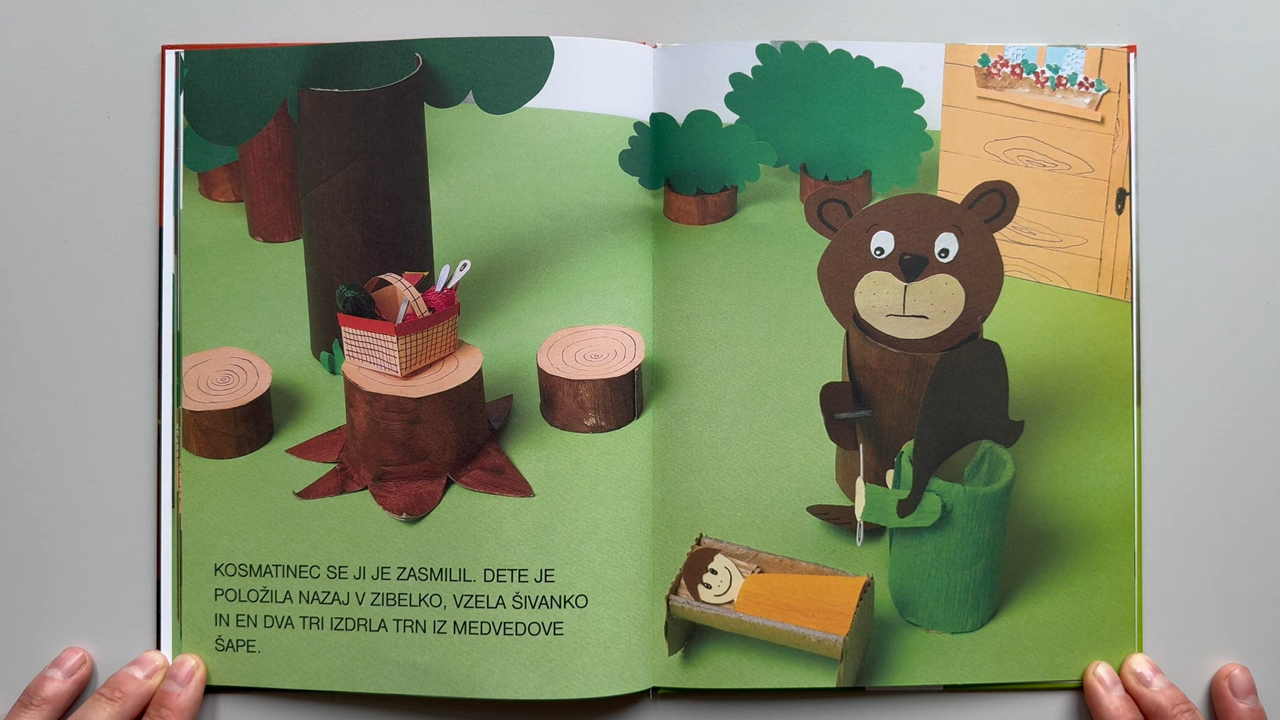 KOSMATINEC SE JI JE ZASMILIL. DETE JE
POLOŽILA NAZAJ V ZIBELKO, VZELA ŠIVANKO
IN EN DVA TRI IZDRLA TRN IZ MEDVEDOVE
ŠAPE.